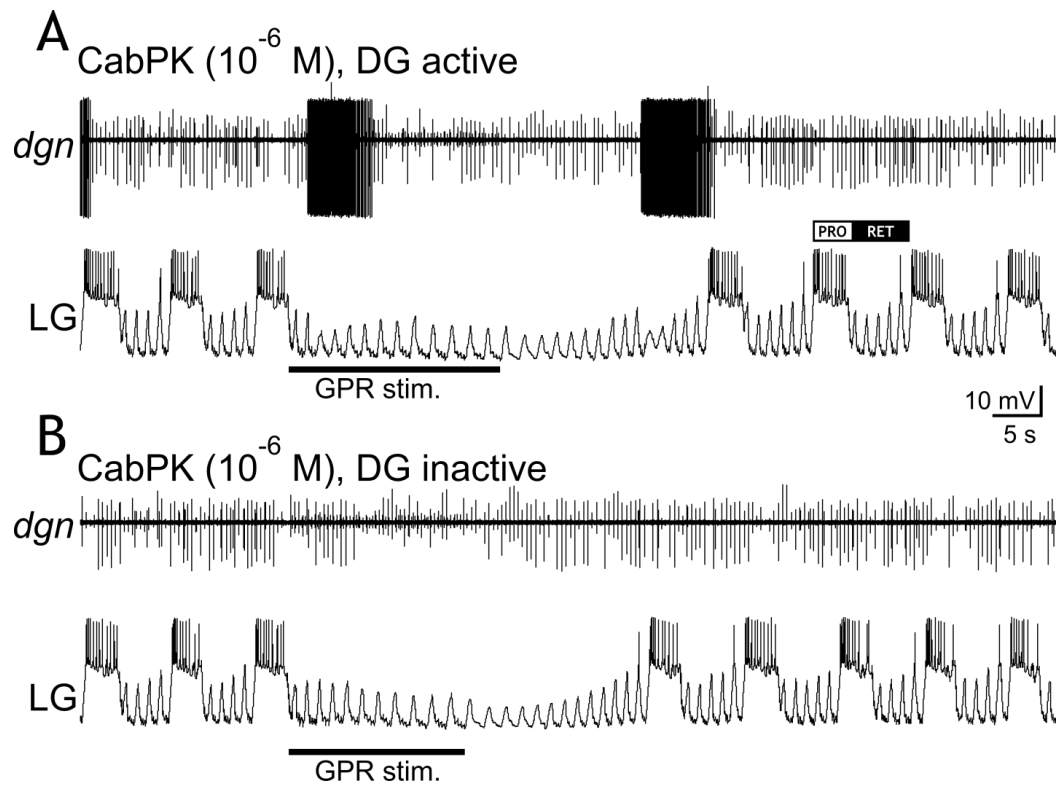 A
CabPK (10-6 M), DG active
dgn
PRO RET
LG
GPR stim.
10 mV
5 s
B
CabPK (10-6 M), DG inactive
dgn
LG
GPR stim.